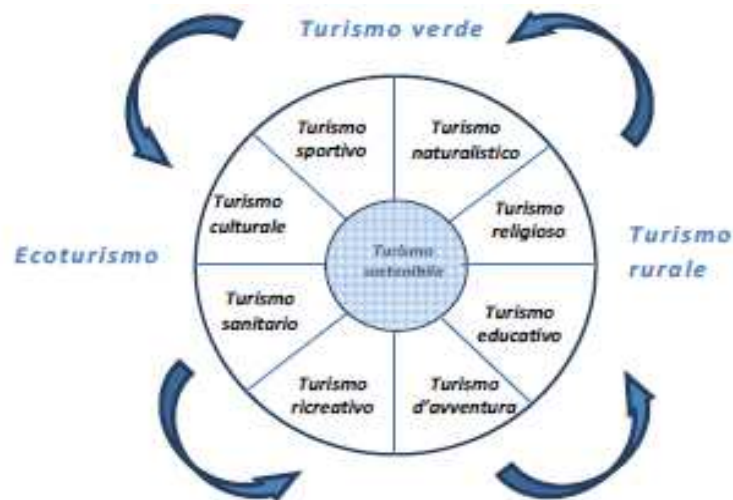 Turismo verde
Turismo
sportivo
Turismo
naturalistico
Turismo
culturale
Turismo
religioso
Ecoturismo
Turismo
sostenibile
Turismo
rurale
Turismo
sanitario
Turismo
educativo
Turismo
ricreativo
Turismo
d'avventura